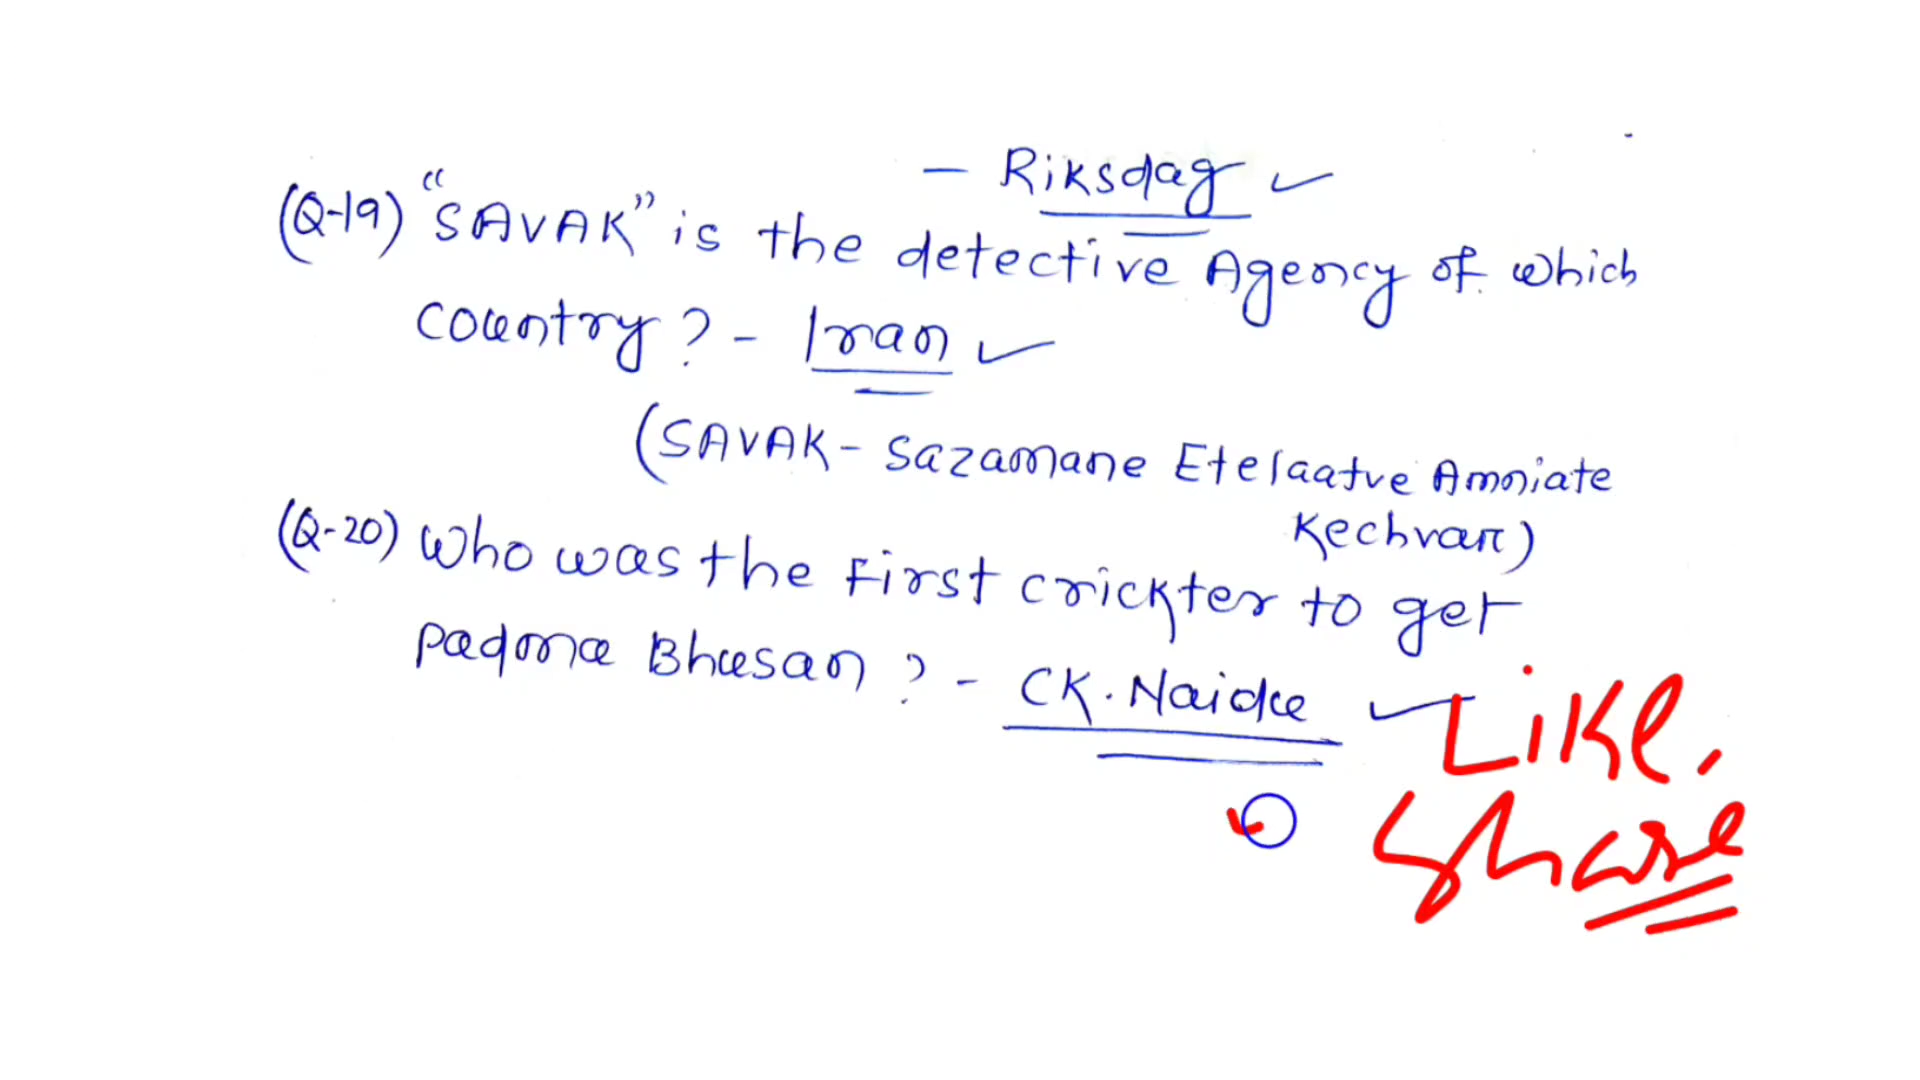 - Riksdag
(Q-19) "SAVAK" is the detective Agency of which
country? - Iran
(SAVAK - Sazamane Etelaatve Amniate
Kechvar)
(Q-20) Who was the First crickter to get
Padma Bhusan? - CK. Naidu
Like,
Share